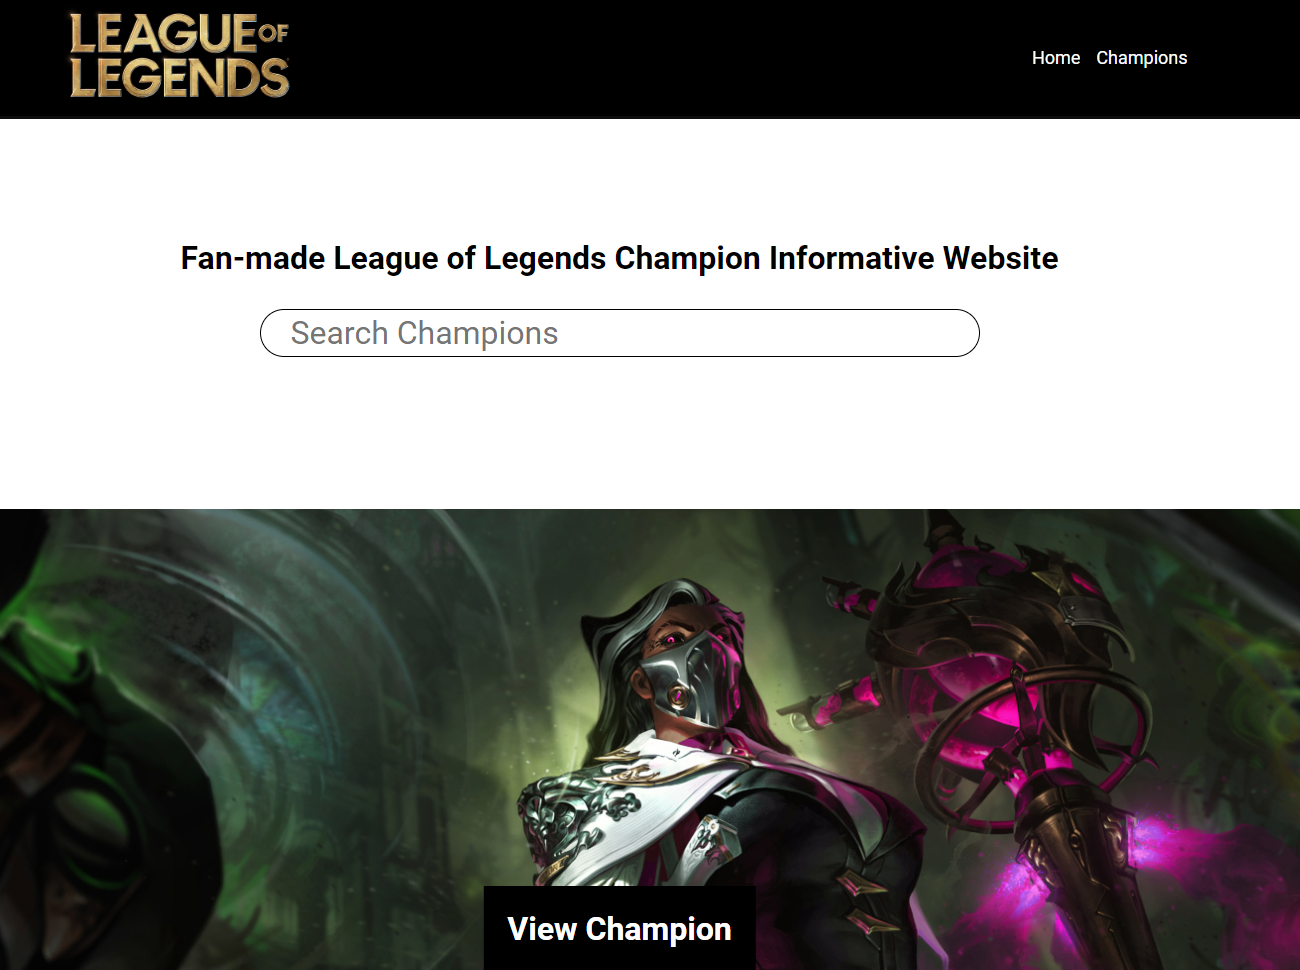 LEAGUE OF
LEGENDS
Home Champions
Fan-made League of Legends Champion Informative Website
Search Champions
View Champion